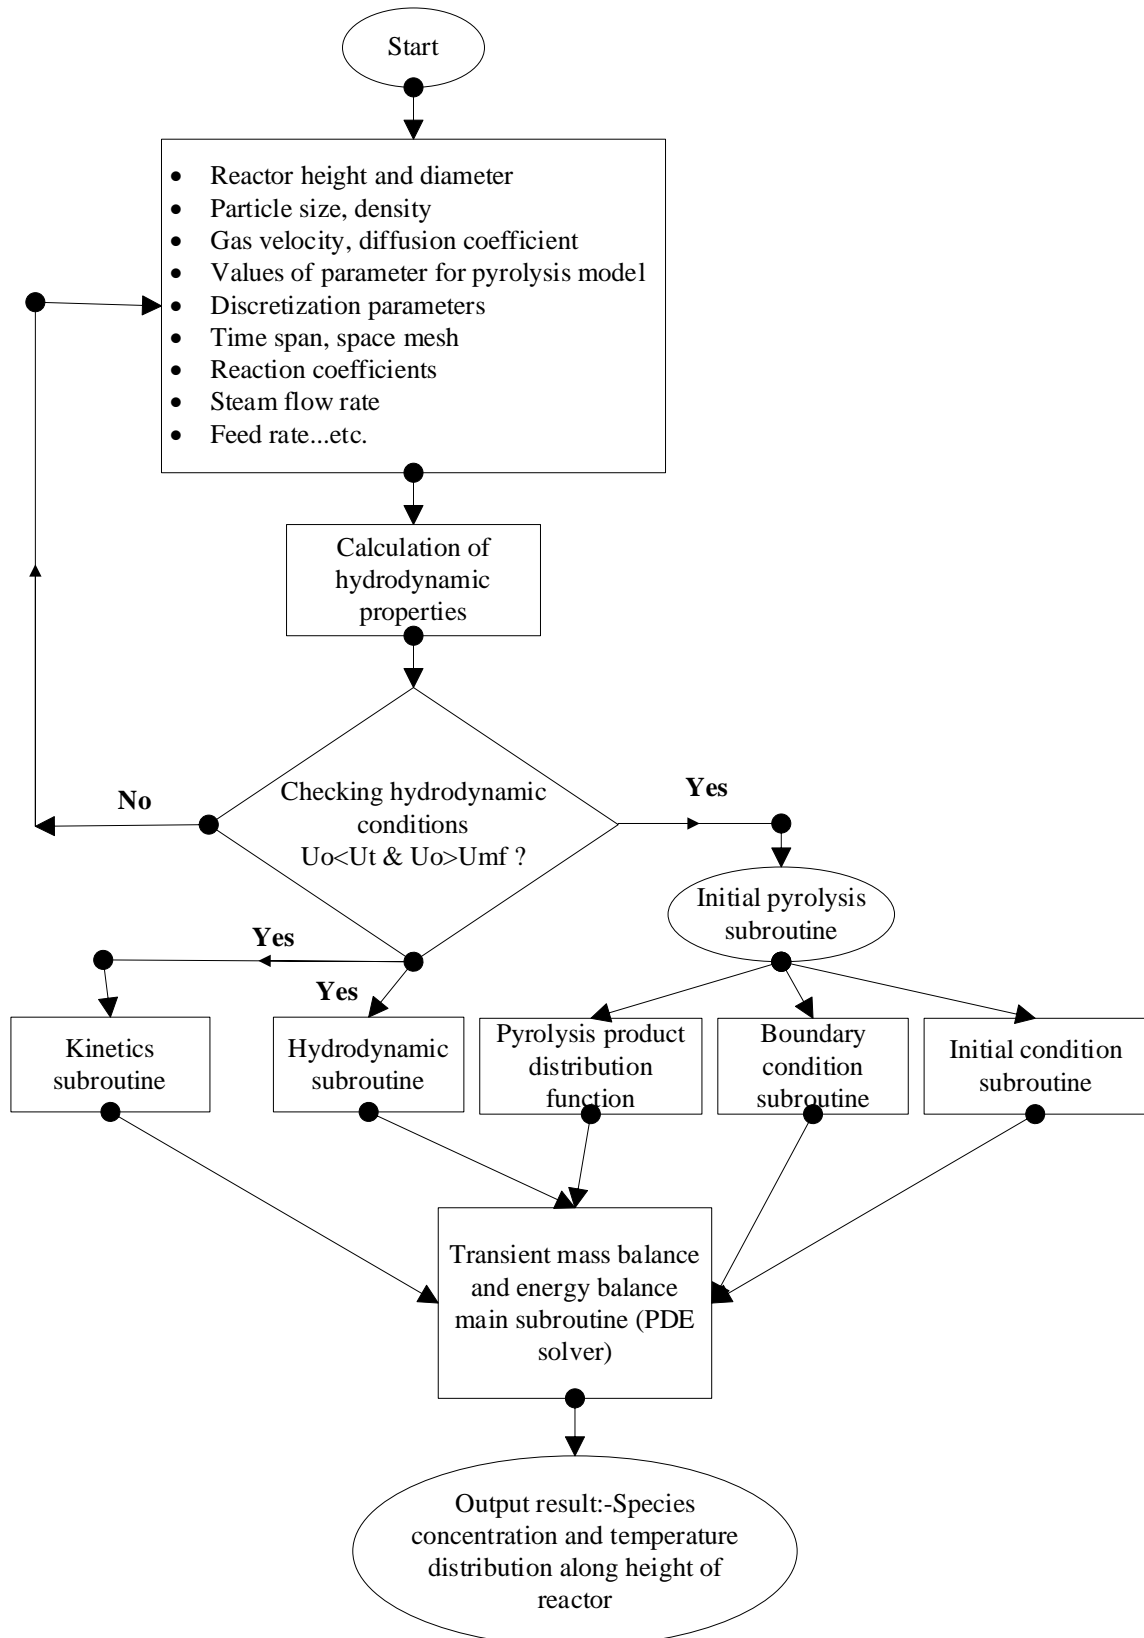 Start
• Reactor height and diameter
• Particle size, density
• Gas velocity, diffusion coefficient
• Values of parameter for pyrolysis model
• Discretization parameters
• Time span, space mesh
• Reaction coefficients
• Steam flow rate
• Feed rate...etc.
Calculation of
hydrodynamic
properties
No
Checking hydrodynamic
conditions
Uo<Ut & Uo>Umf ?
Yes
Initial pyrolysis
subroutine
Yes
Yes
Kinetics
subroutine
Hydrodynamic
subroutine
Pyrolysis product
distribution
function
Boundary
condition
subroutine
Initial condition
subroutine
Transient mass balance
and energy balance
main subroutine (PDE
solver)
Output result:-Species
concentration and temperature
distribution along height of
reactor